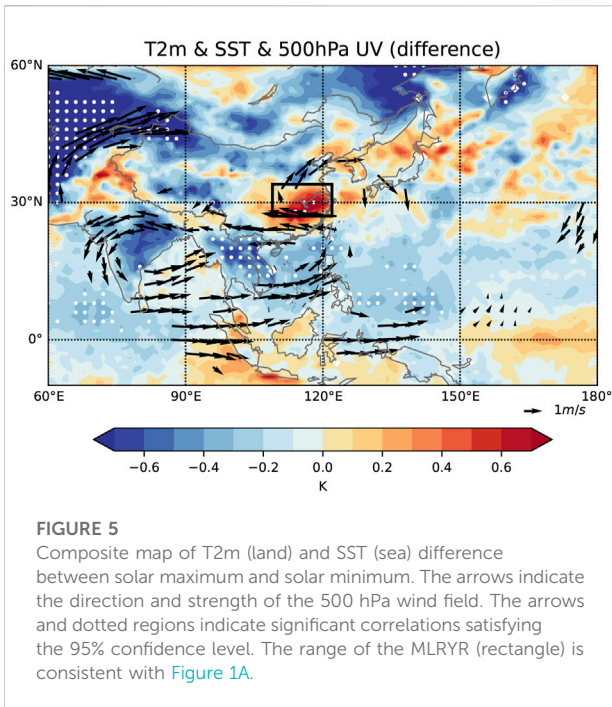 T2m & SST & 500hPa UV (difference)
60°N
30°N
0°
60°E 90°E 120°E 150°E 180°
1m/s
−0.6 −0.4 −0.2 0.0 0.2 0.4 0.6
K
FIGURE 5
Composite map of T2m (land) and SST (sea) difference
between solar maximum and solar minimum. The arrows indicate
the direction and strength of the 500 hPa wind field. The arrows
and dotted regions indicate significant correlations satisfying
the 95% confidence level. The range of the MLRYR (rectangle) is
consistent with Figure 1A.